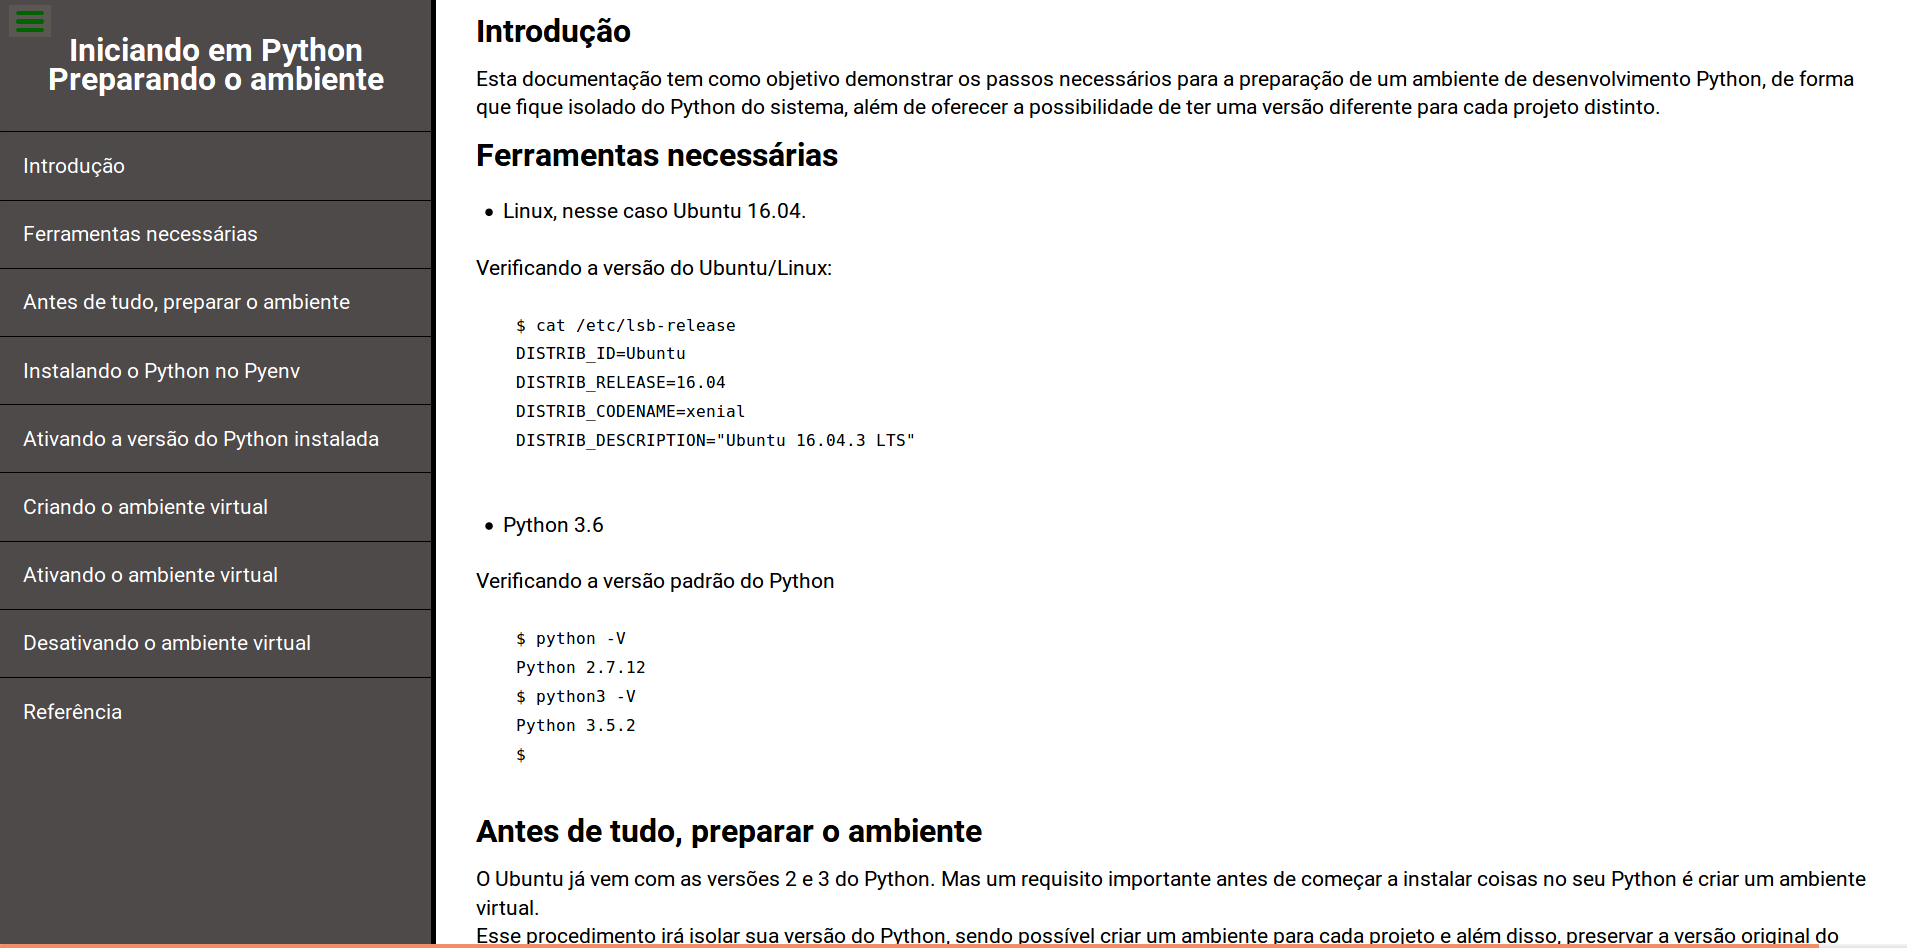 Iniciando em Python
Preparando o ambiente
Introdução
Ferramentas necessárias
Antes de tudo, preparar o ambiente
Instalando o Python no Pyenv
Ativando a versão do Python instalada
Criando o ambiente virtual
Ativando o ambiente virtual
Desativando o ambiente virtual
Referência
Introdução
Esta documentação tem como objetivo demonstrar os passos necessários para a preparação de um ambiente de desenvolvimento Python, de forma
que fique isolado do Python do sistema, além de oferecer a possibilidade de ter uma versão diferente para cada projeto distinto.
Ferramentas necessárias
• Linux, nesse caso Ubuntu 16.04.
Verificando a versão do Ubuntu/Linux:
$ cat /etc/lsb-release
DISTRIB_ID=Ubuntu
DISTRIB_RELEASE=16.04
DISTRIB_CODENAME=xenial
DISTRIB_DESCRIPTION="Ubuntu 16.04.3 LTS"
• Python 3.6
Verificando a versão padrão do Python
$ python -V
Python 2.7.12
$ python3 -V
Python 3.5.2
$
Antes de tudo, preparar o ambiente
O Ubuntu já vem com as versões 2 e 3 do Python. Mas um requisito importante antes de começar a instalar coisas no seu Python é criar um ambiente
virtual.
Esse procedimento irá isolar sua versão do Python, sendo possível criar um ambiente para cada projeto e além disso, preservar a versão original do